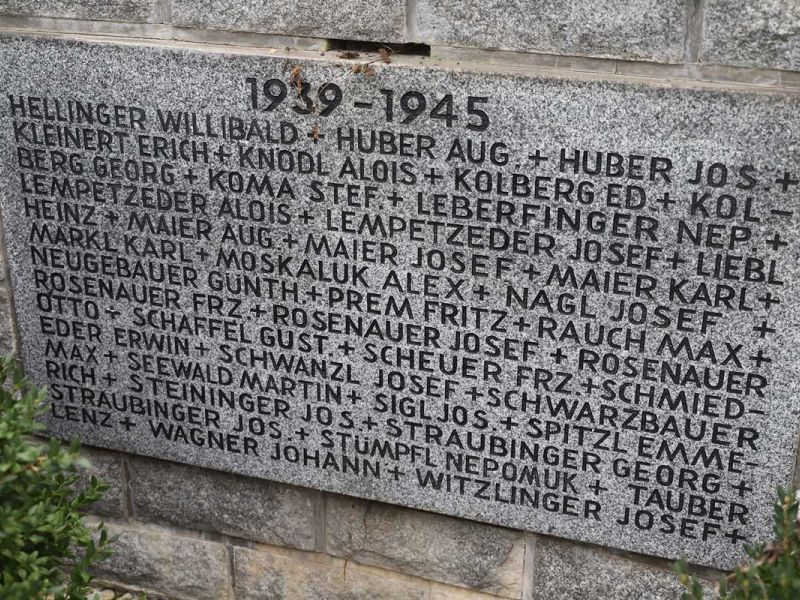 1939 – 1945
HELLINGER WILLIBALD + HUBER AUG. + HUBER JOS. +
KLEINERT ERICH + KNÖDL ALOIS + KOLBERG ED + KOL–
BERG GEORG + KOMA STEF. + LEBERFINGER NEP. +
LEMPETZEDER ALOIS + LEMPETZEDER JOSEF + LIEBL
HEINZ + MAIER AUG. + MAIER JOSEF + MAIER KARL +
MARKL KARL + MOSKALUK ALEX + NAGL JOSEF +
NEUGEBAUER GÜNTH. + PREM FRITZ + RAUCH MAX +
ROSENAUER FRZ. + ROSENAUER JOSEF + ROSENAUER
OTTO + SCHAFFEL GUST + SCHEUER FRZ. + SCHMIED–
EDER ERWIN + SCHWANZL JOSEF + SCHWARZBAUER
MAX + SEEWALD MARTIN + SIGL JOS. + SPITZL EMME–
RICH + STEININGER JOS + STRAUBINGER GEORG +
STRAUBINGER JOS. + STÜMPFL NEPOMUK + TAUBER
LENZ + WAGNER JOHANN + WITZLINGER JOSEF +